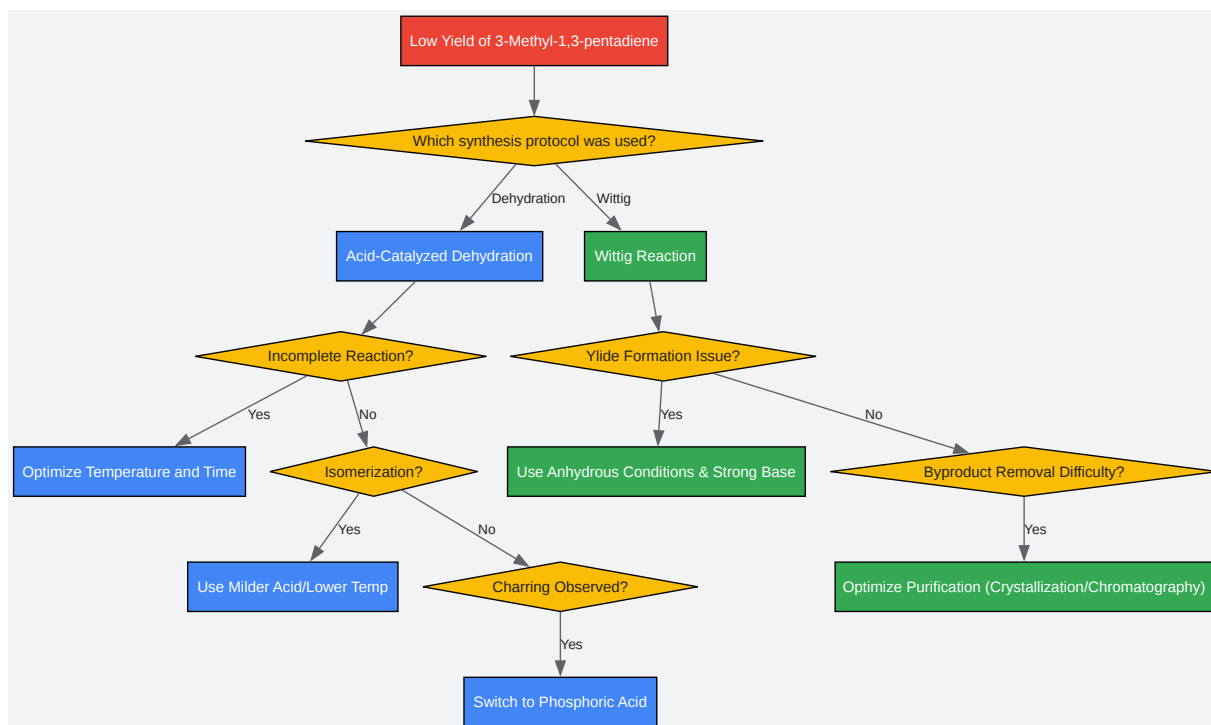 Low Yield of 3-Methyl-1,3-pentadiene
Which synthesis protocol was used?
Dehydration
Wittig
Acid-Catalyzed Dehydration
Wittig Reaction
Incomplete Reaction?
Ylide Formation Issue?
Yes
No
Yes
No
Optimize Temperature and Time
Isomerization?
Use Anhydrous Conditions & Strong Base
Byproduct Removal Difficulty?
Yes
No
Yes
Use Milder Acid/Lower Temp
Charring Observed?
Optimize Purification (Crystallization/Chromatography)
Yes
Switch to Phosphoric Acid